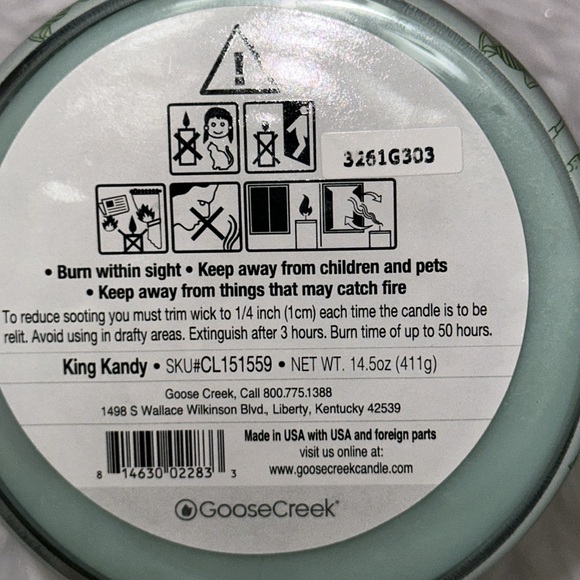 3261G303
• Burn within sight • Keep away from children and pets
• Keep away from things that may catch fire
To reduce sooting you must trim wick to 1/4 inch (1cm) each time the candle is to be
relit. Avoid using in drafty areas. Extinguish after 3 hours. Burn time of up to 50 hours.
King Kandy • SKU#CL151559 • NET WT. 14.5oz (411g)
Goose Creek, Call 800.775.1388
1498 S Wallace Wilkinson Blvd., Liberty, Kentucky 42539
Made in USA with USA and foreign parts
visit us online at:
www.goosecreekcandle.com
8 14630 02283 3
GooseCreek®